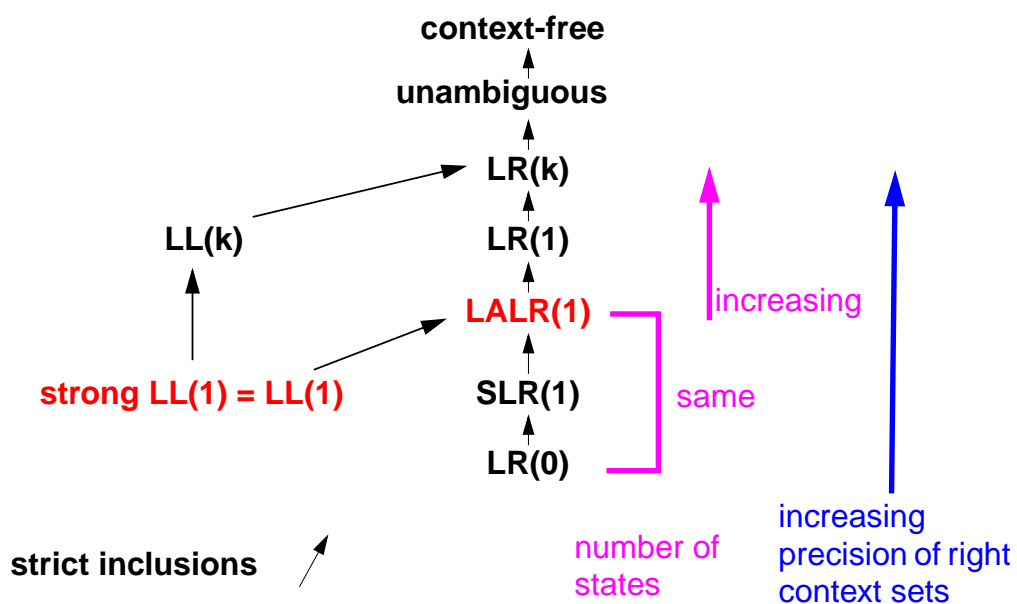 context-free
unambiguous
LR(k)
LL(k)
LR(1)
LALR(1)
increasing
strong LL(1) = LL(1)
SLR(1)
same
LR(0)
strict inclusions
number of
states
increasing
precision of right
context sets